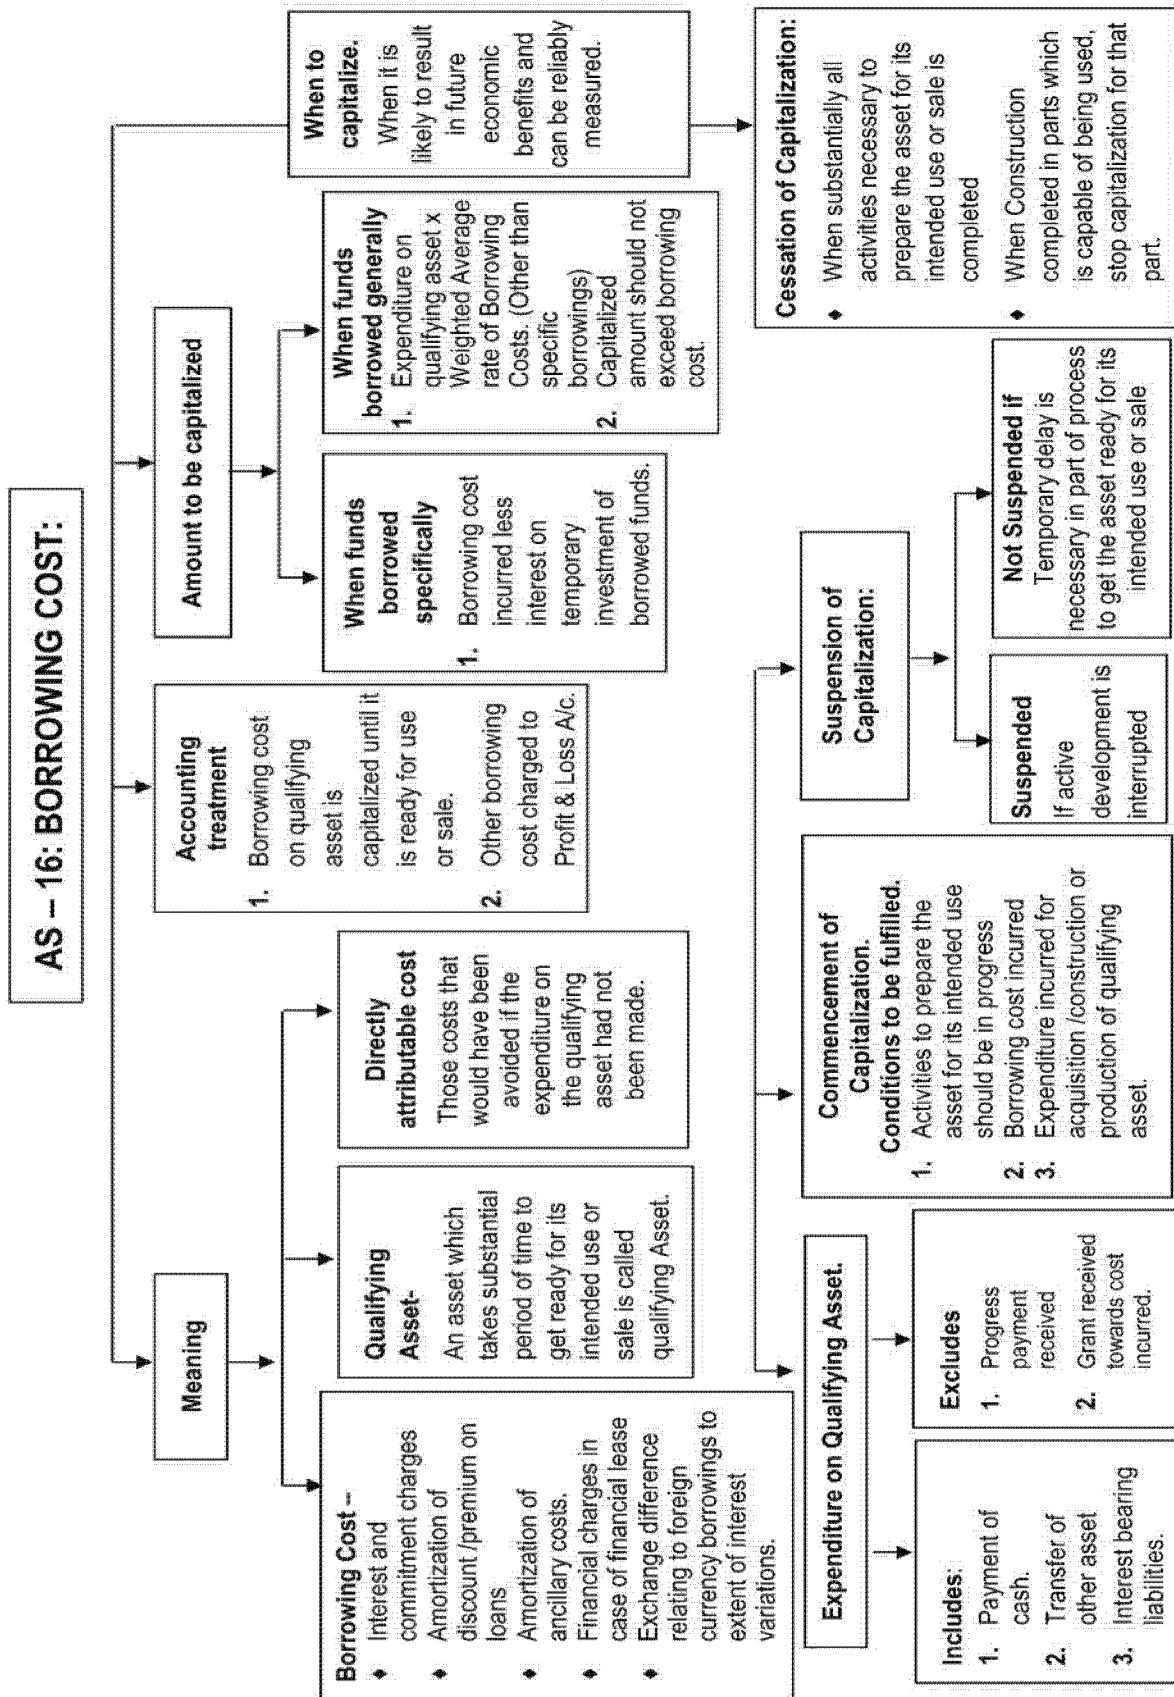 AS – 16: BORROWING COST:
Meaning
Borrowing Cost –
♦ Interest and
commitment charges
♦ Amortization of
discount /premium on
loans
♦ Amortization of
ancillary costs.
♦ Financial charges in
case of financial lease
♦ Exchange difference
relating to foreign
currency borrowings to
extent of interest
variations.
Qualifying
Asset-
An asset which
takes substantial
period of time to
get ready for its
intended use or
sale is called
qualifying Asset.
Directly
attributable cost
Those costs that
would have been
avoided if the
expenditure on
the qualifying
asset had not
been made.
Accounting
treatment
1. Borrowing cost
on qualifying
asset is
capitalized until it
is ready for use
or sale.
2. Other borrowing
cost charged to
Profit & Loss A/c.
Amount to be capitalized
When funds
borrowed
specifically
1. Borrowing cost
incurred less
interest on
temporary
investment of
borrowed funds.
When funds
borrowed generally
1. Expenditure on
qualifying asset x
Weighted Average
rate of Borrowing
Costs. (Other than
specific
borrowings)
2. Capitalized
amount should not
exceed borrowing
cost.
When to
capitalize.
When it is
likely to result
in future
economic
benefits and
can be reliably
measured.
Expenditure on Qualifying Asset.
Includes:
1. Payment of
cash.
2. Transfer of
other asset
3. Interest bearing
liabilities.
Excludes
1. Progress
payment
received
2. Grant received
towards cost
incurred.
Commencement of
Capitalization.
Conditions to be fulfilled.
1. Activities to prepare the
asset for its intended use
should be in progress
2. Borrowing cost incurred
3. Expenditure incurred for
acquisition /construction or
production of qualifying
asset.
Suspension of
Capitalization:
Suspended
If active
development is
interrupted
Not Suspended if
Temporary delay is
necessary in part of process
to get the asset ready for its
intended use or sale
Cessation of Capitalization:
♦ When substantially all
activities necessary to
prepare the asset for its
intended use or sale is
completed
♦ When Construction
completed in parts which
is capable of being used,
stop capitalization for that
part.